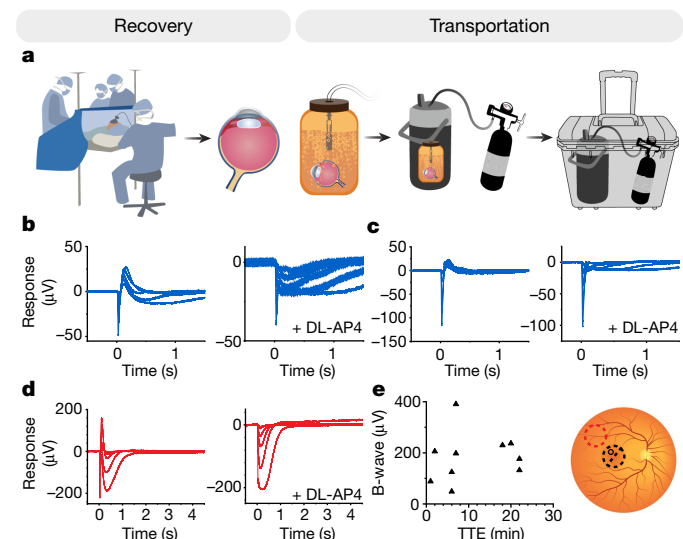 Recovery
Transportation
a
b
50
0
−50
Response
(μV)
0
1
Time (s)
0
−50
+ DL-AP4
0
1
Time (s)
c
50
0
−50
−100
−150
0
1
Time (s)
0
−50
−100
+ DL-AP4
0
1
Time (s)
d
200
0
−200
Response
(μV)
0
1
2
3
4
Time (s)
0
−200
+ DL-AP4
0
1
2
3
4
Time (s)
e
400
200
0
B-wave (μV)
0
10
20
30
TTE (min)